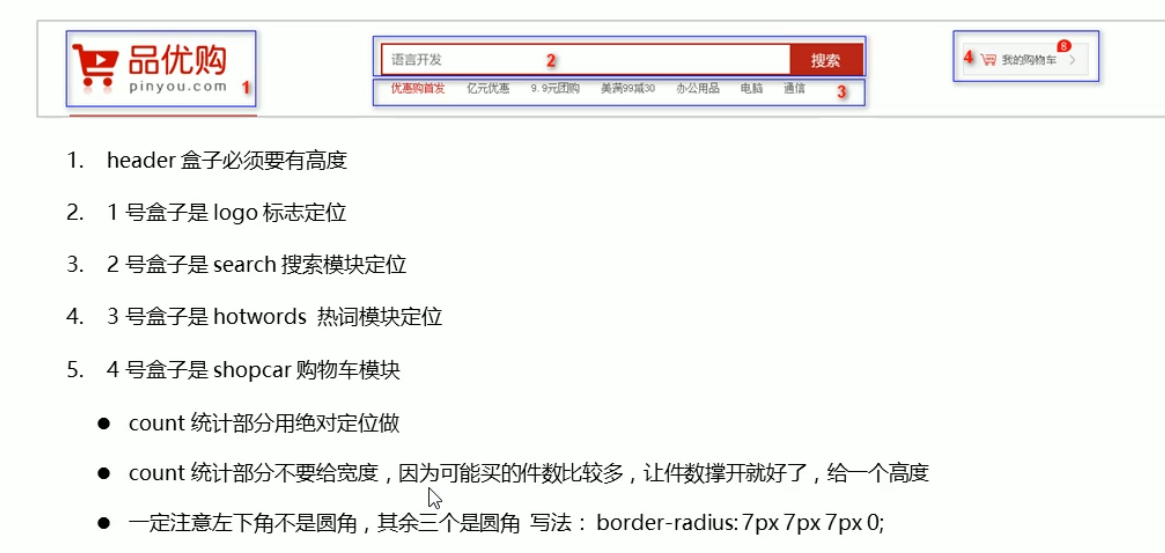 品优购
pinyou.com 1
语言开发 2 搜索
优惠购首发 亿元优惠 9.9元团购 美满99减30 办公用品 电脑 通信 3
4 我的购物车 8
1. header 盒子必须要有高度
2. 1 号盒子是 logo 标志定位
3. 2 号盒子是 search 搜索模块定位
4. 3 号盒子是 hotwords 热词模块定位
5. 4 号盒子是 shopcar 购物车模块
● count 统计部分用绝对定位做
● count 统计部分不要给宽度，因为可能买的件数比较多，让件数撑开就好了，给一个高度
● 一定注意左下角不是圆角，其余三个是圆角 写法：border-radius: 7px 7px 7px 0;